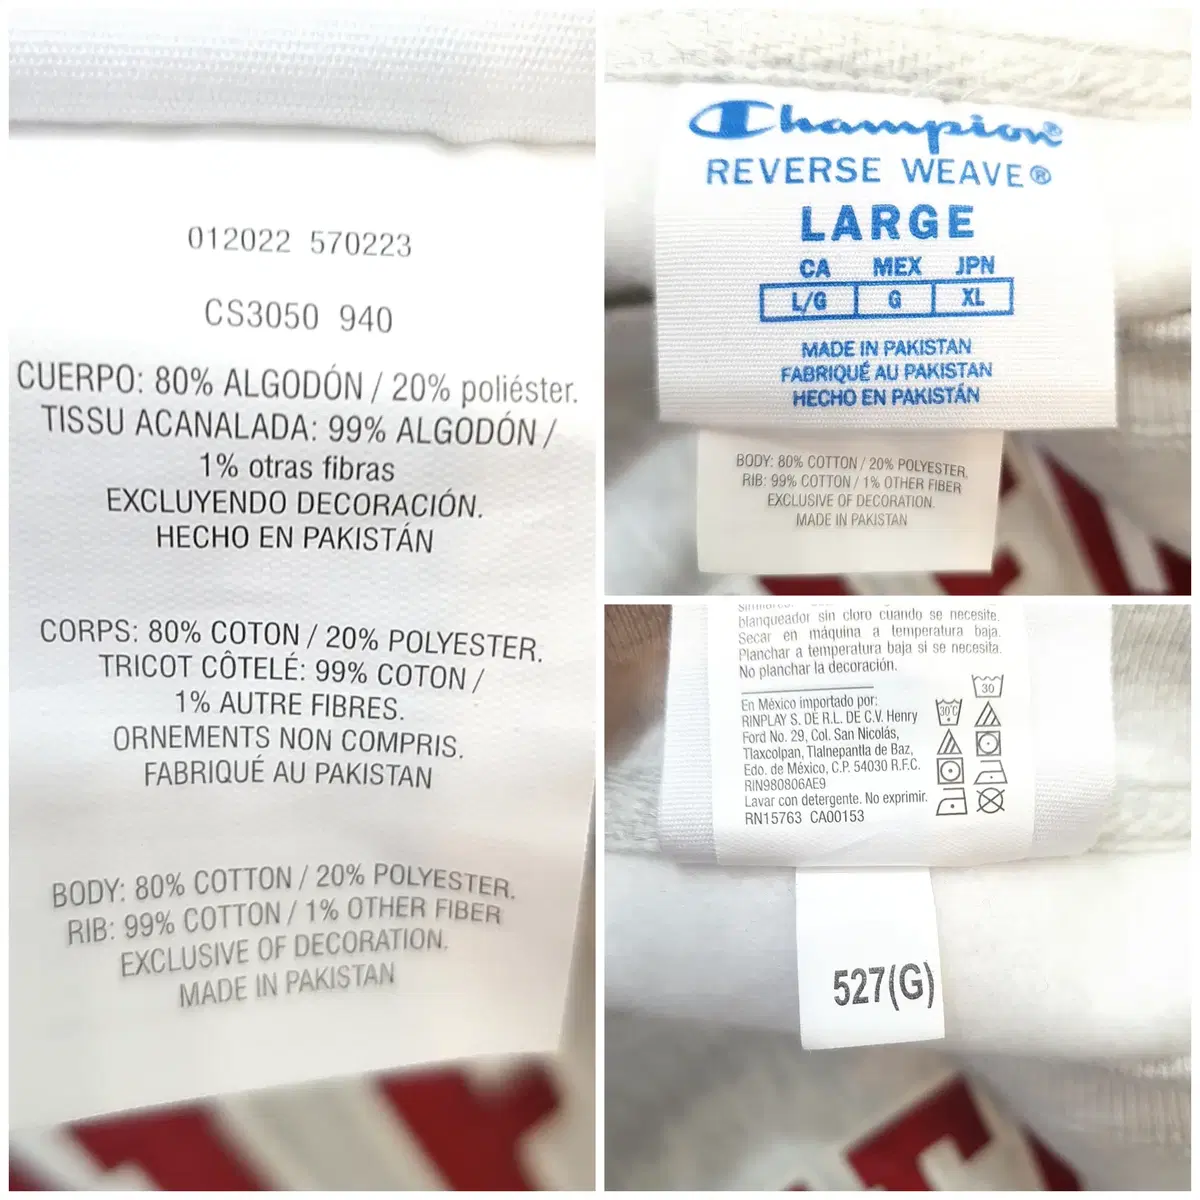 012022 570223
CS3050 940
CUERPO: 80% ALGODÓN / 20% poliéster.
TISSU ACANALADA: 99% ALGODÓN /
1% otras fibras
EXCLUYENDO DECORACIÓN.
HECHO EN PAKISTÁN
CORPS: 80% COTON / 20% POLYESTER.
TRICOT CÔTELÉ: 99% COTON /
1% AUTRE FIBRES.
ORNEMENTS NON COMPRIS.
FABRIQUÉ AU PAKISTAN
BODY: 80% COTTON / 20% POLYESTER.
RIB: 99% COTTON / 1% OTHER FIBER
EXCLUSIVE OF DECORATION.
MADE IN PAKISTAN
Champion®
REVERSE WEAVE®
LARGE
CA MEX JPN
L/G G XL
MADE IN PAKISTAN
FABRIQUÉ AU PAKISTAN
HECHO EN PAKISTÁN
BODY: 80% COTTON / 20% POLYESTER,
RIB: 99% COTTON / 1% OTHER FIBER
EXCLUSIVE OF DECORATION.
MADE IN PAKISTAN
blanqueador sin cloro cuando se necesite.
Secar en máquina a temperatura baja.
Planchar a temperatura baja si se necesita.
No planchar la decoración.
En México importado por:
RINPLAY S. DE R.L. DE C.V. Henry
Ford No. 29, Col. San Nicolás,
Tlaxcolpan, Tlalnepantla de Baz,
Edo. de México, C.P. 54030 R.F.C.
RIN980806AE9
Lavar con detergente. No exprimir.
RN15763 CA00153
30
30°C
527(G)